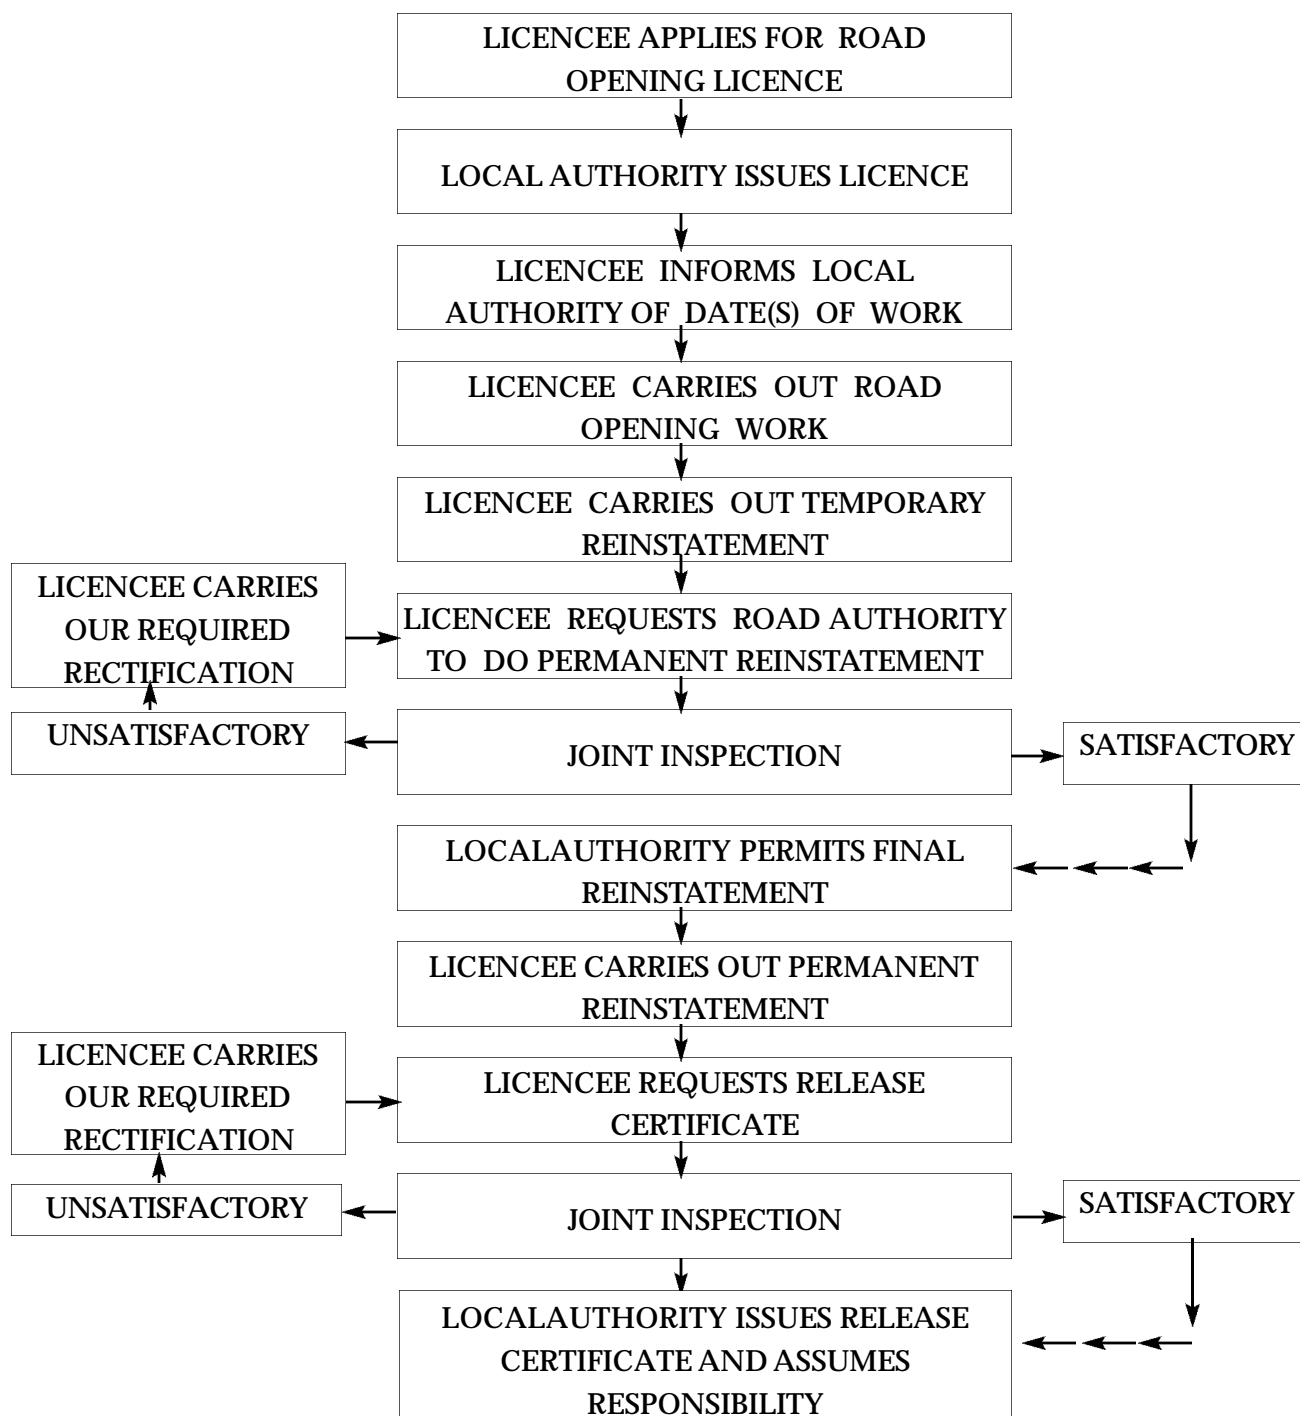 LICENCEE APPLIES FOR ROAD
OPENING LICENCE
LOCAL AUTHORITY ISSUES LICENCE
LICENCEE INFORMS LOCAL
AUTHORITY OF DATE(S) OF WORK
LICENCEE CARRIES OUT ROAD
OPENING WORK
LICENCEE CARRIES OUT TEMPORARY
REINSTATEMENT
LICENCEE CARRIES
OUR REQUIRED
RECTIFICATION
LICENCEE REQUESTS ROAD AUTHORITY
TO DO PERMANENT REINSTATEMENT
UNSATISFACTORY
JOINT INSPECTION
SATISFACTORY
LOCALAUTHORITY PERMITS FINAL
REINSTATEMENT
LICENCEE CARRIES OUT PERMANENT
REINSTATEMENT
LICENCEE CARRIES
OUR REQUIRED
RECTIFICATION
LICENCEE REQUESTS RELEASE
CERTIFICATE
UNSATISFACTORY
JOINT INSPECTION
SATISFACTORY
LOCALAUTHORITY ISSUES RELEASE
CERTIFICATE AND ASSUMES
RESPONSIBILITY